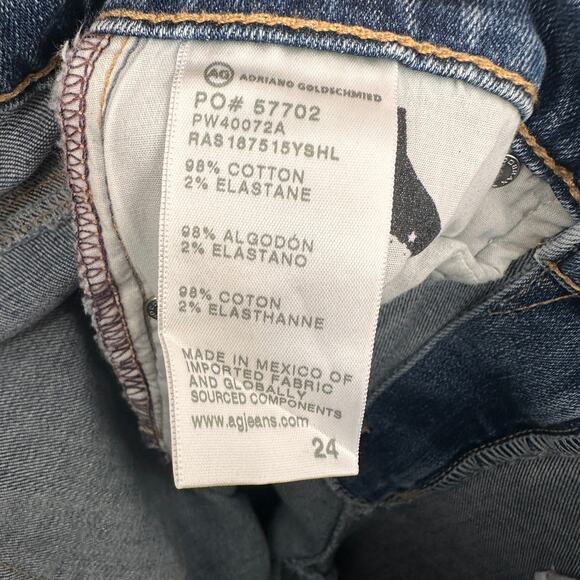 AG ADRIANO GOLDSCHMIED
PO# 57702
PW40072A
RAS187515YSHL
98% COTTON
2% ELASTANE
98% ALGODÓN
2% ELASTANO
98% COTON
2% ELASTHANNE
MADE IN MEXICO OF
IMPORTED FABRIC
AND GLOBALLY
SOURCED COMPONENTS
www.agjeans.com
24